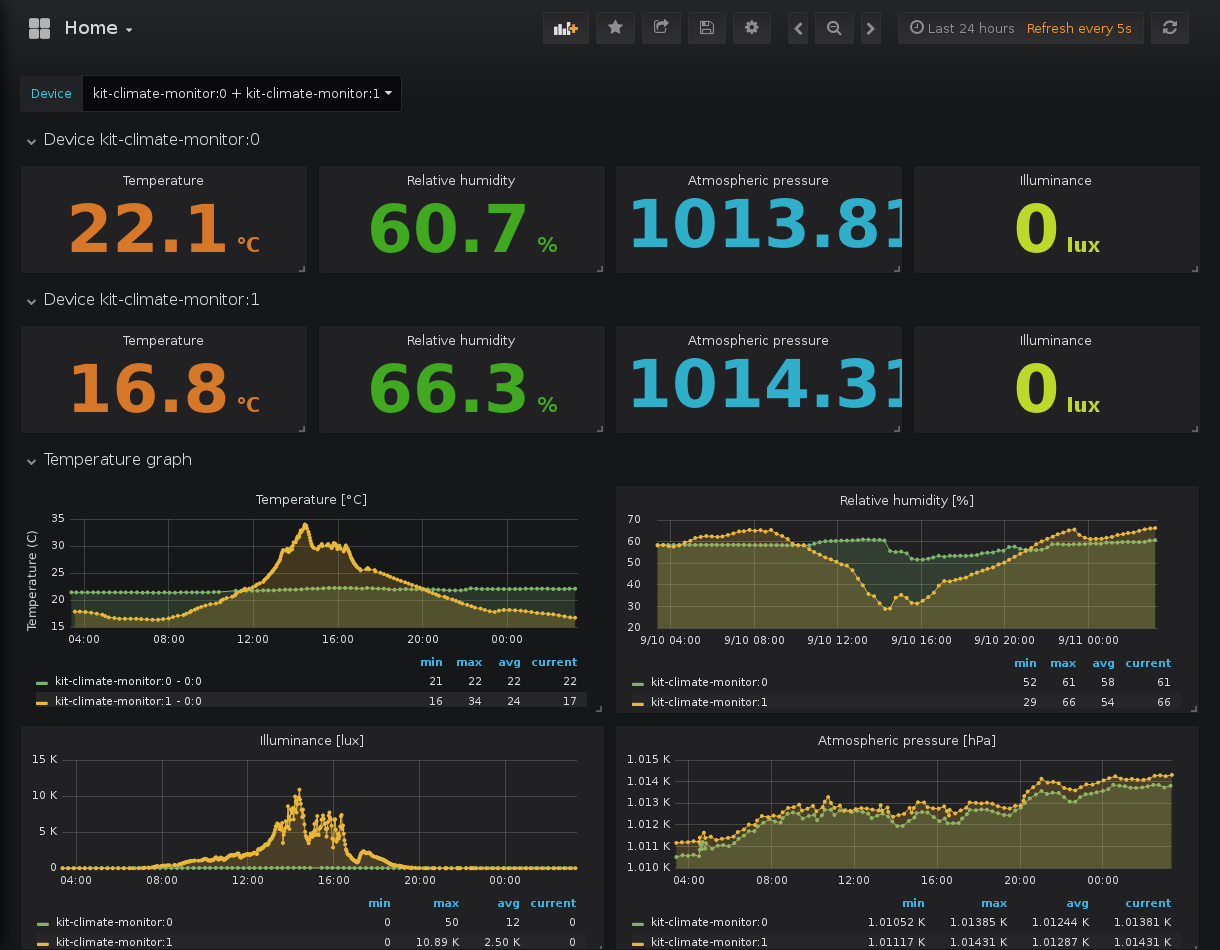 Home
Last 24 hours Refresh every 5s
Device kit-climate-monitor:0 + kit-climate-monitor:1
Device kit-climate-monitor:0
Temperature Relative humidity Atmospheric pressure Illuminance
22.1 °C 60.7 % 1013.81 0 lux
Device kit-climate-monitor:1
Temperature Relative humidity Atmospheric pressure Illuminance
16.8 °C 66.3 % 1014.31 0 lux
Temperature graph
Temperature [°C]
Temperature (C)
35
30
25
20
15
04:00 08:00 12:00 16:00 20:00 00:00
min max avg current
kit-climate-monitor:0 - 0:0 21 22 22 22
kit-climate-monitor:1 - 0:0 16 34 24 17
Relative humidity [%]
70
60
50
40
30
20
9/10 04:00 9/10 08:00 9/10 12:00 9/10 16:00 9/10 20:00 9/11 00:00
min max avg current
kit-climate-monitor:0 52 61 58 61
kit-climate-monitor:1 29 66 54 66
Illuminance [lux]
15 K
10 K
5 K
0
04:00 08:00 12:00 16:00 20:00 00:00
min max avg current
kit-climate-monitor:0 0 50 12 0
kit-climate-monitor:1 0 10.89 K 2.50 K 0
Atmospheric pressure [hPa]
1.015 K
1.014 K
1.013 K
1.012 K
1.011 K
1.010 K
04:00 08:00 12:00 16:00 20:00 00:00
min max avg current
kit-climate-monitor:0 1.01052 K 1.01385 K 1.01244 K 1.01381 K
kit-climate-monitor:1 1.01117 K 1.01431 K 1.01287 K 1.01431 K